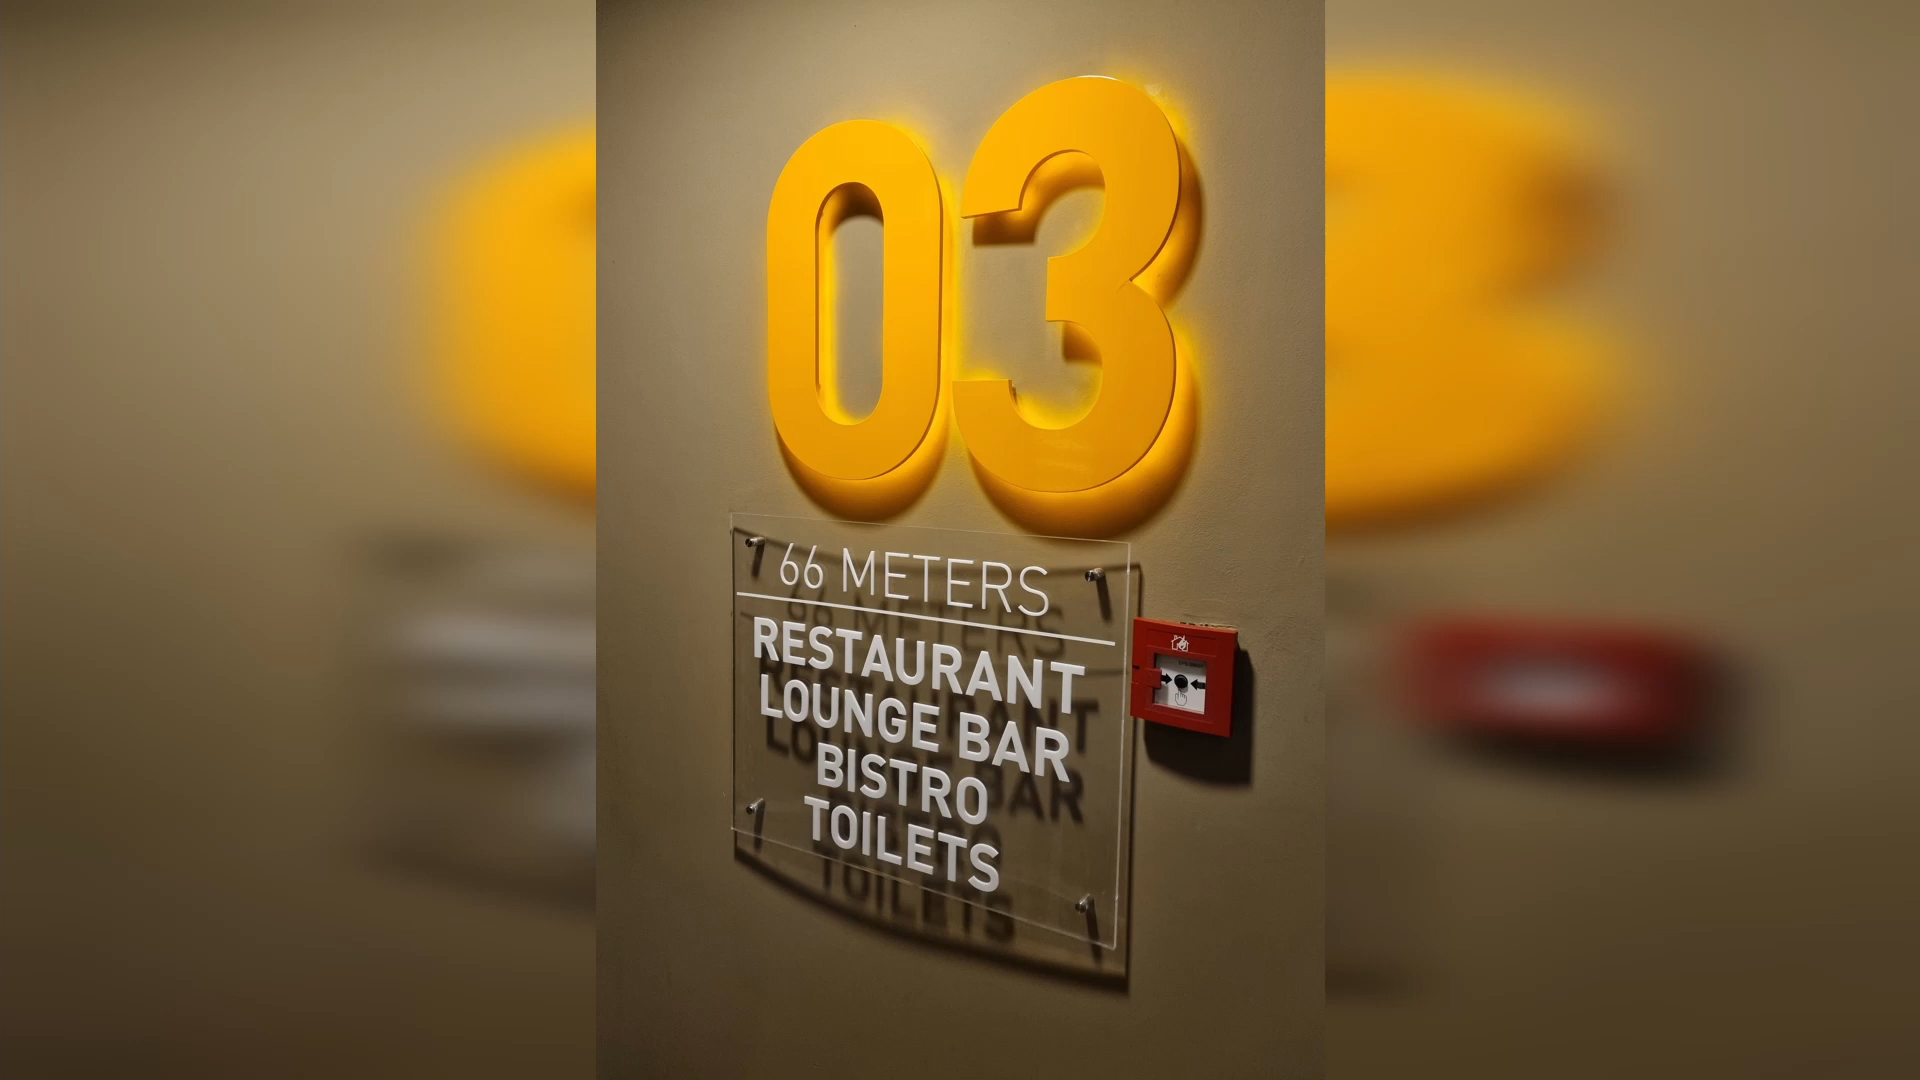 03
66 METERS
RESTAURANT
LOUNGE BAR
BISTRO
TOILETS